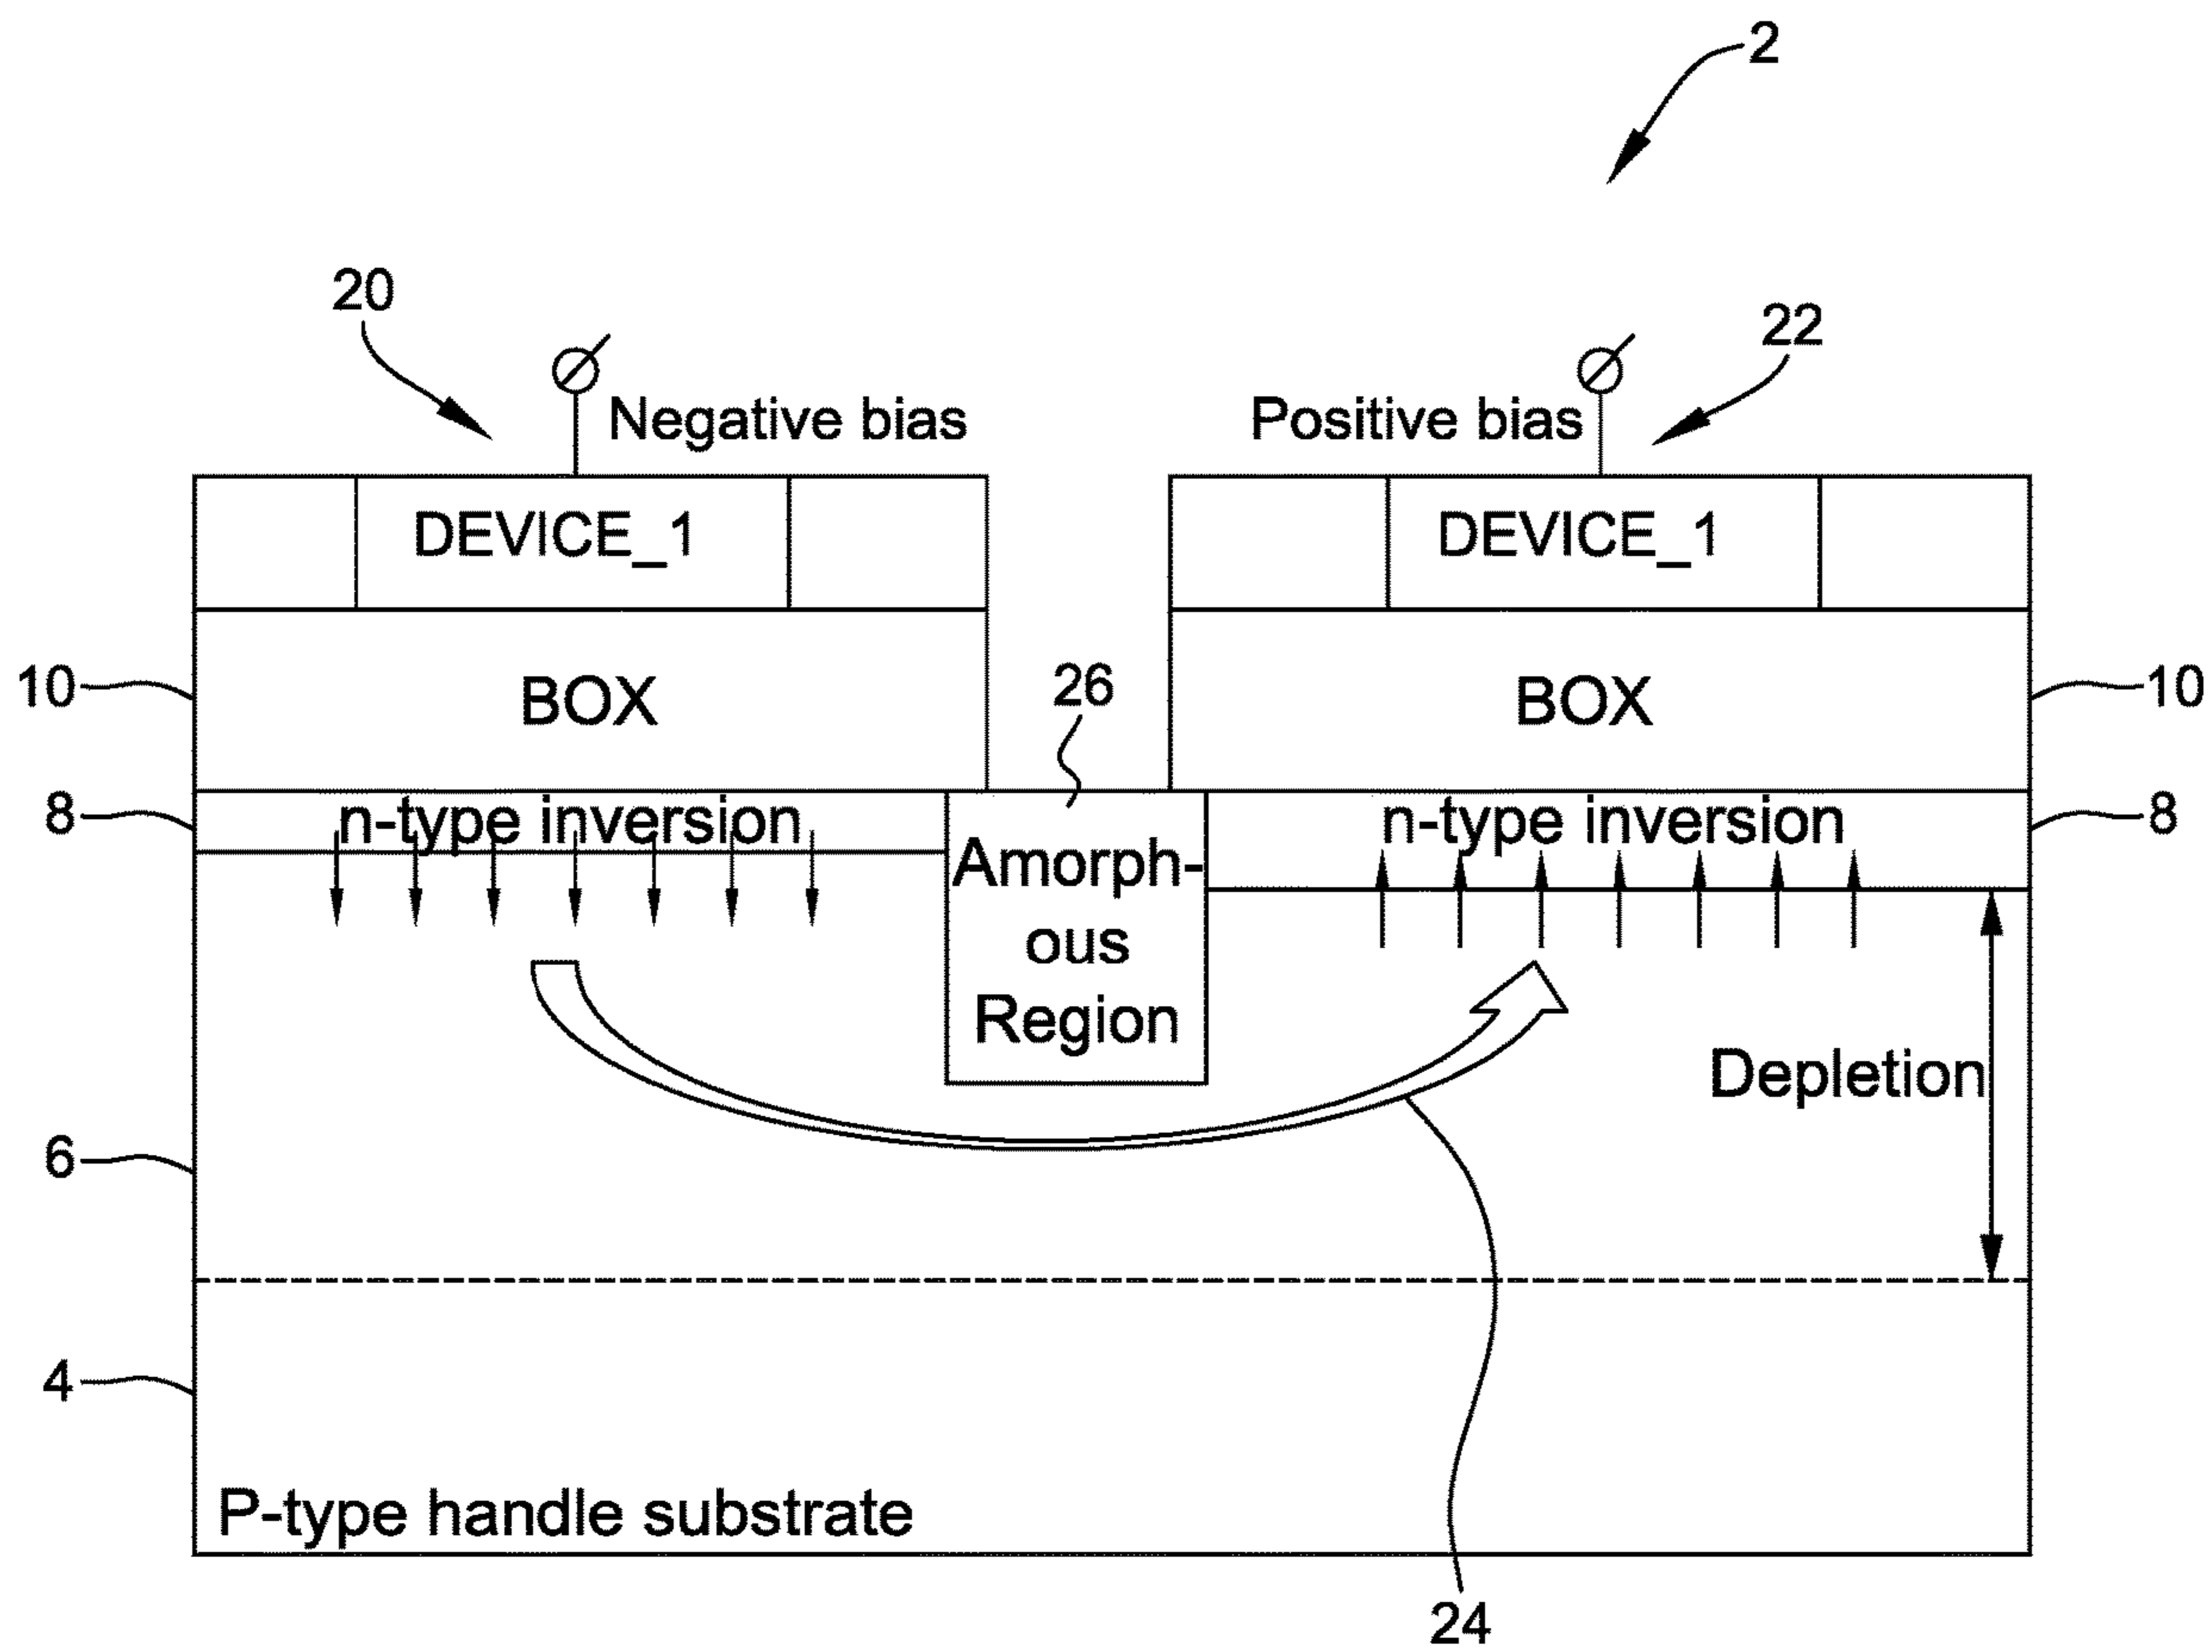 2
20
22
Negative bias
Positive bias
DEVICE_1
DEVICE_1
10
BOX
26
BOX
10
8
n-type inversion
n-type inversion
8
Amorph-
ous
Region
Depletion
6
4
P-type handle substrate
24